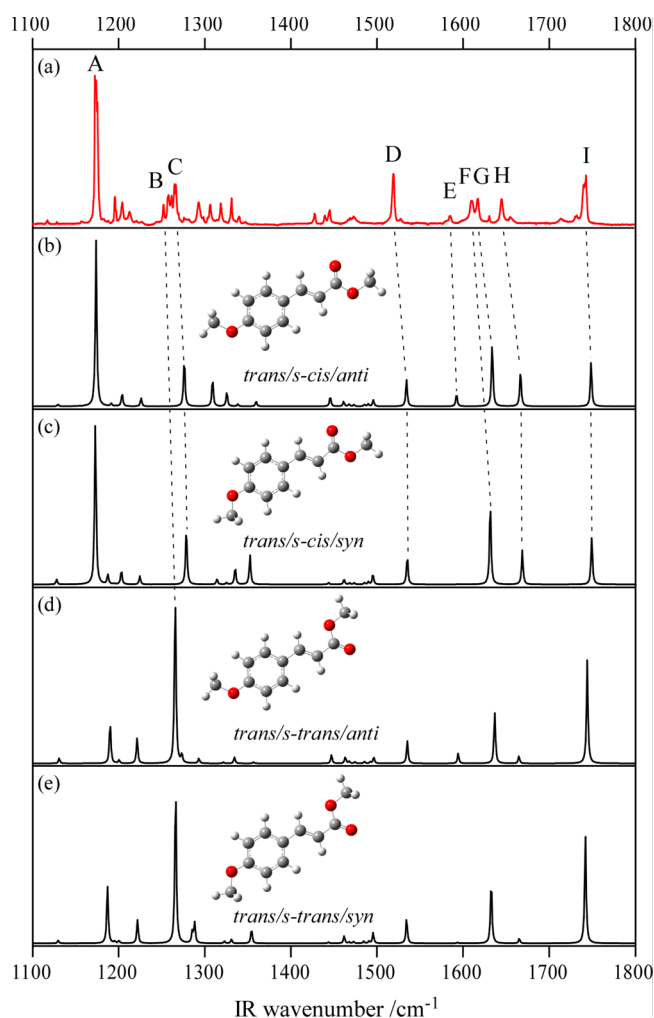 1100 1200 1300 1400 1500 1600 1700 1800
(a)
A
B
C
D
E
F
G
H
I
(b)
trans/s-cis/anti
(c)
trans/s-cis/syn
(d)
trans/s-trans/anti
(e)
trans/s-trans/syn
1100 1200 1300 1400 1500 1600 1700 1800
IR wavenumber /cm-1